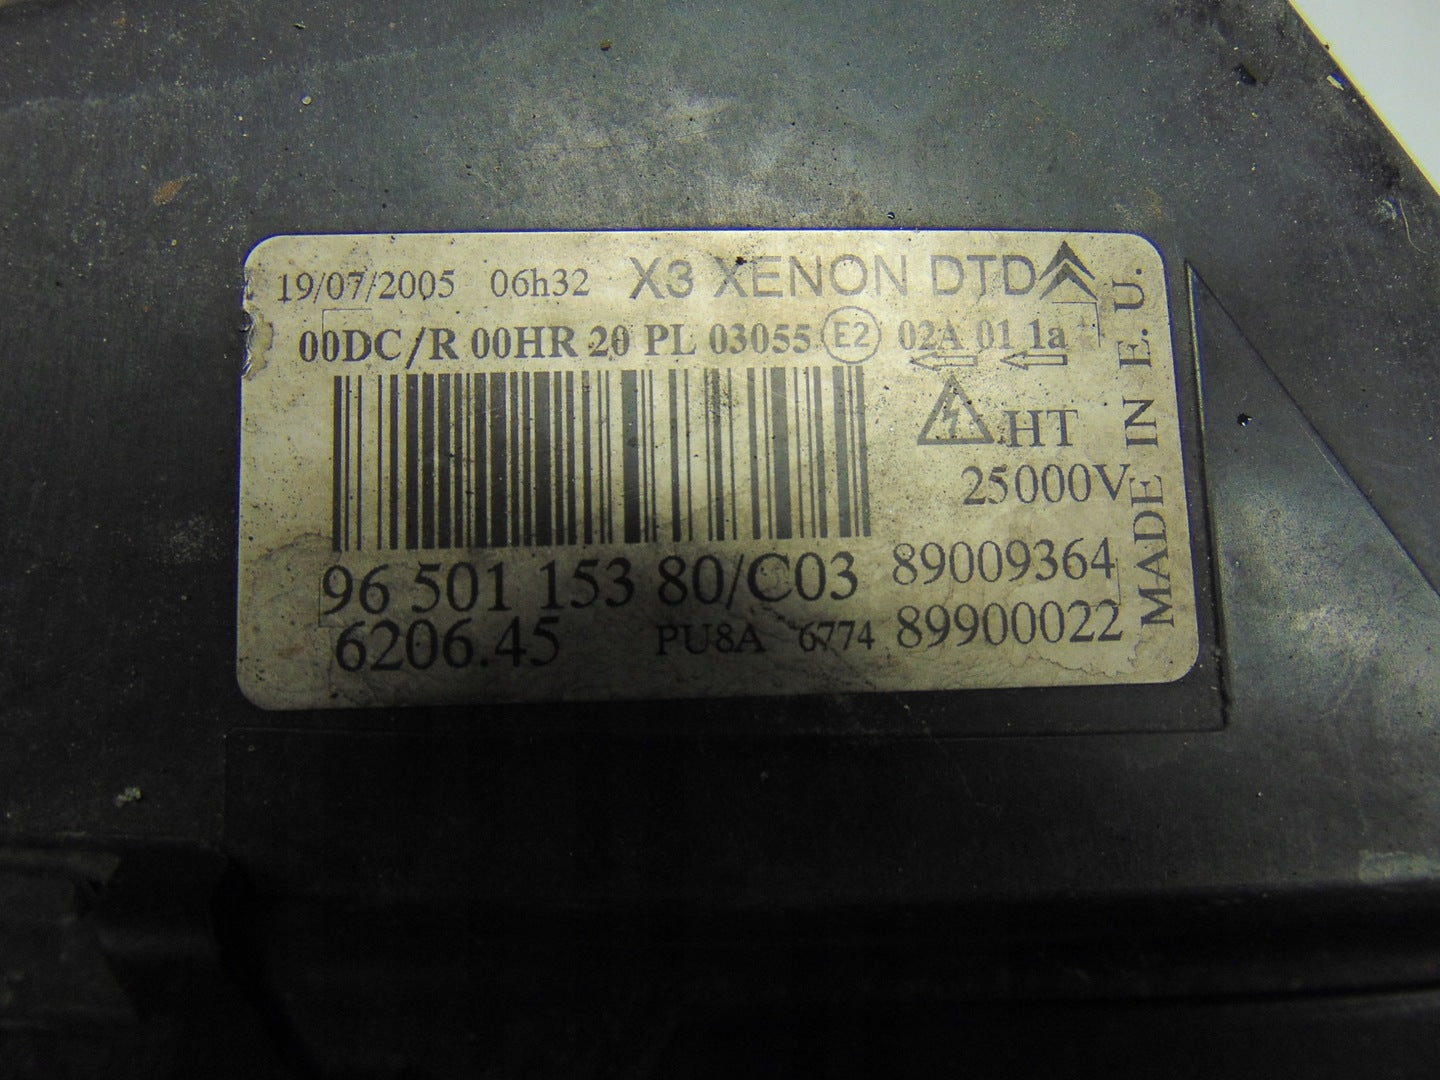 19/07/2005 06h32 X3 XENON DTD
00DC/R 00HR 20 PL 03055 E2 02A 01 1a
HT
25000V
96 501 153 80/C03 89009364
6206.45 PU8A 6774 89900022
MADE IN E.U.